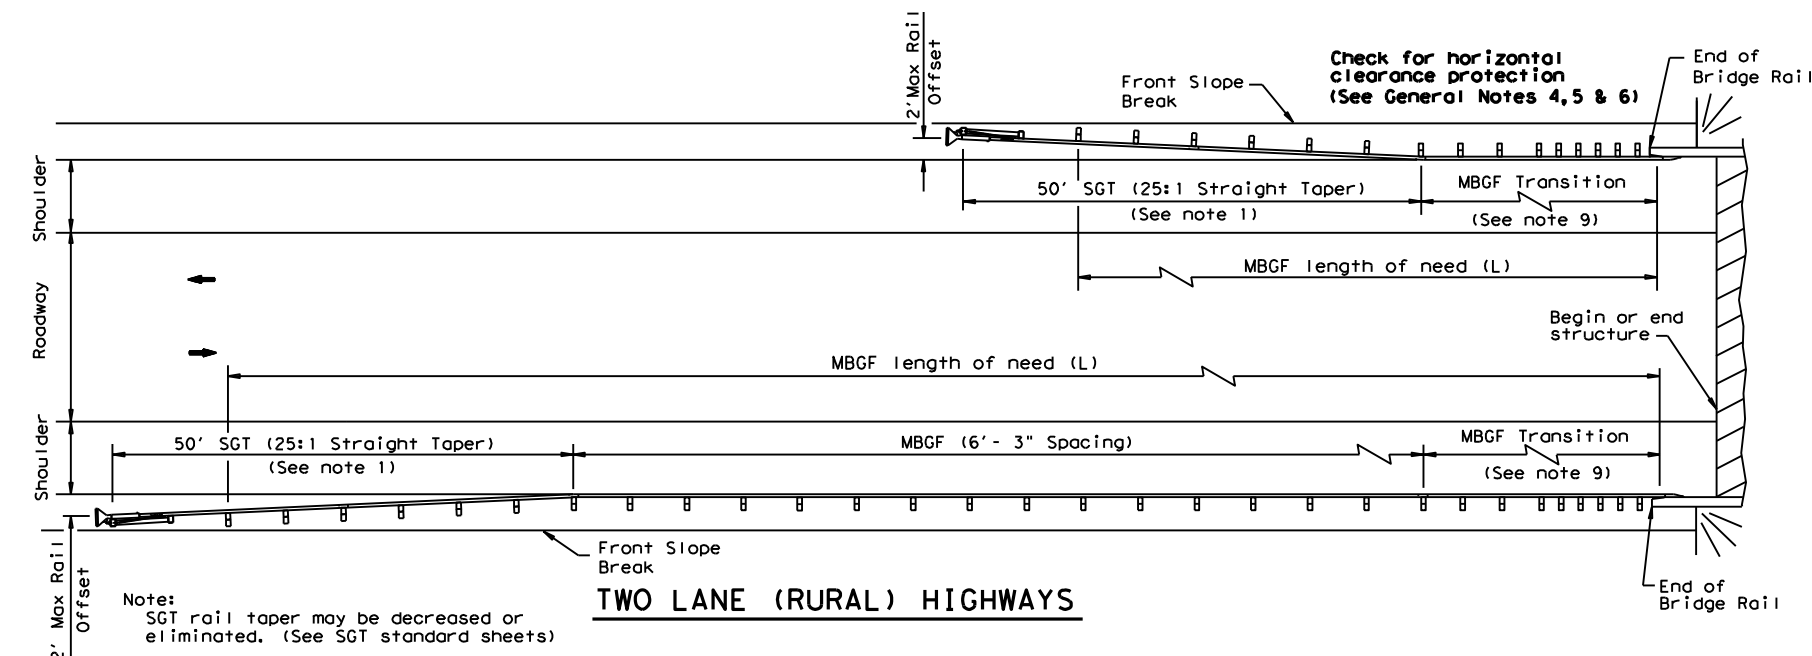 2' Max Rail
Offset
Front Slope
Break
Check for horizontal
clearance protection
(See General Notes 4,5 & 6)
End of
Bridge Rail
Shoulder
50' SGT (25:1 Straight Taper)
(See note 1)
MBGF Transition
(See note 9)
MBGF length of need (L)
Roadway
Begin or end
structure
MBGF length of need (L)
Shoulder
50' SGT (25:1 Straight Taper)
(See note 1)
MBGF (6'- 3" Spacing)
MBGF Transition
(See note 9)
2' Max Rail
Offset
Front Slope
Break
End of
Bridge Rail
Note:
SGT rail taper may be decreased or
eliminated. (See SGT standard sheets)
TWO LANE (RURAL) HIGHWAYS